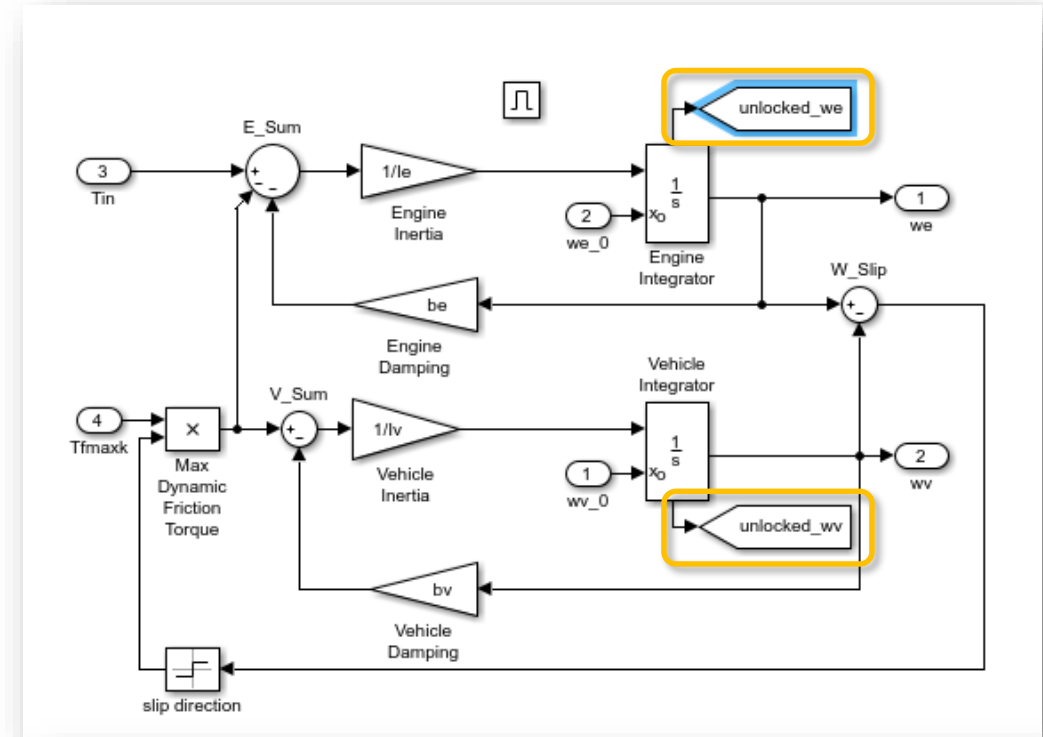 unlocked_we
E_Sum
+
-
-
3
Tin
1/Ie
Engine
Inertia
1
s
xo
2
we_0
Engine
Integrator
1
we
W_Slip
+
-
be
Engine
Damping
Vehicle
Integrator
V_Sum
+
-
4
Tfmaxk
×
Max
Dynamic
Friction
Torque
1/Iv
Vehicle
Inertia
1
s
xo
1
wv_0
2
wv
unlocked_wv
bv
Vehicle
Damping
slip direction